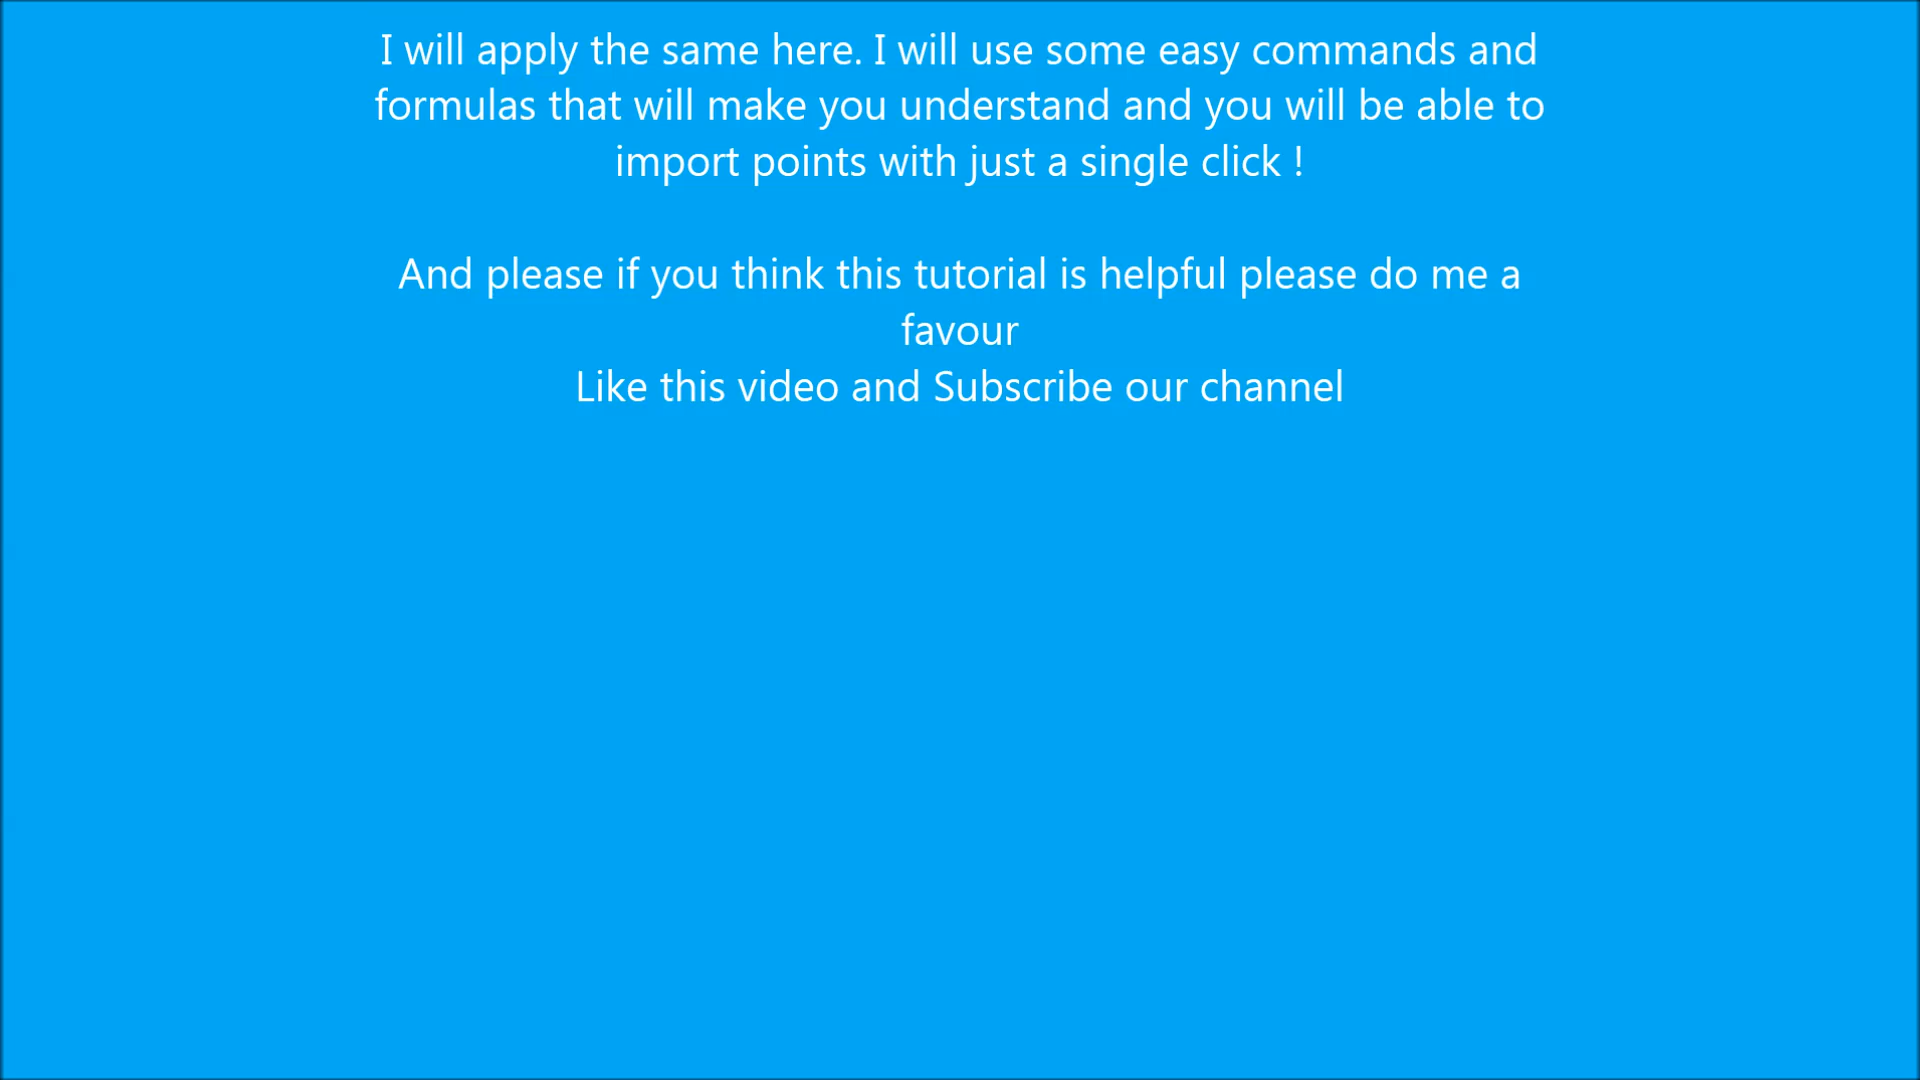 I will apply the same here. I will use some easy commands and
formulas that will make you understand and you will be able to
import points with just a single click !
And please if you think this tutorial is helpful please do me a
favour
Like this video and Subscribe our channel